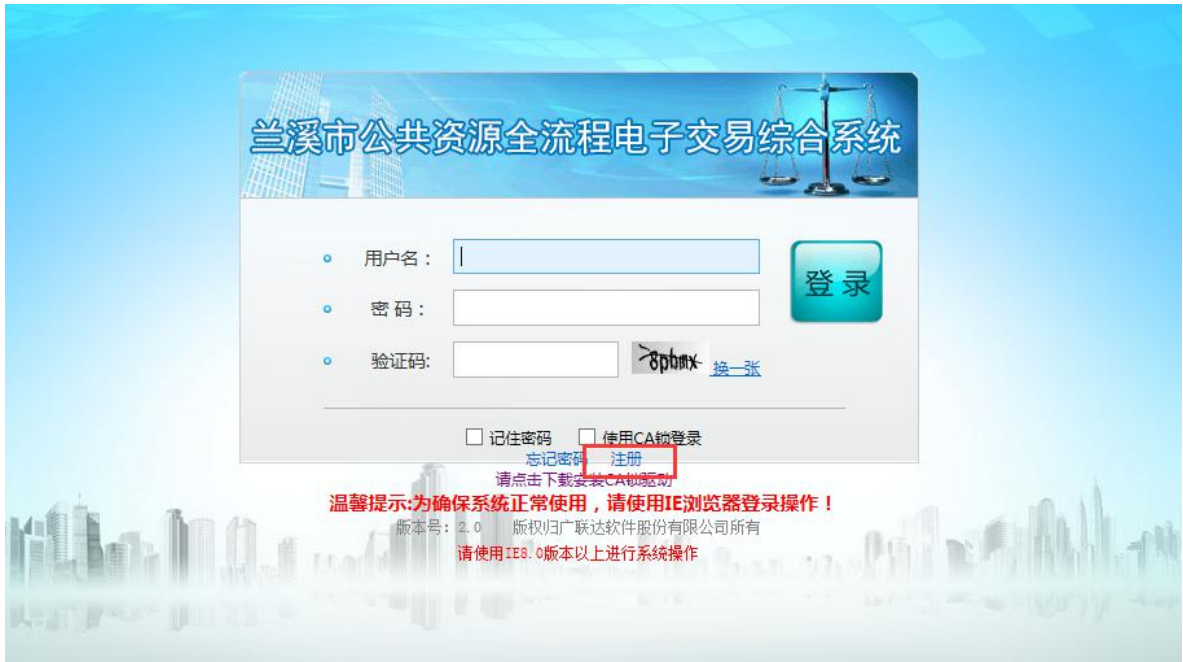 兰溪市公共资源全流程电子交易综合系统
用户名：
登 录
密 码：
验证码:
8pbmx 换一张
记住密码 使用CA锁登录
忘记密码 注册
请点击下载安装CA锁驱动
温馨提示:为确保系统正常使用，请使用IE浏览器登录操作！
版本号: 2.0 版权归广联达软件股份有限公司所有
请使用IE8.0版本以上进行系统操作